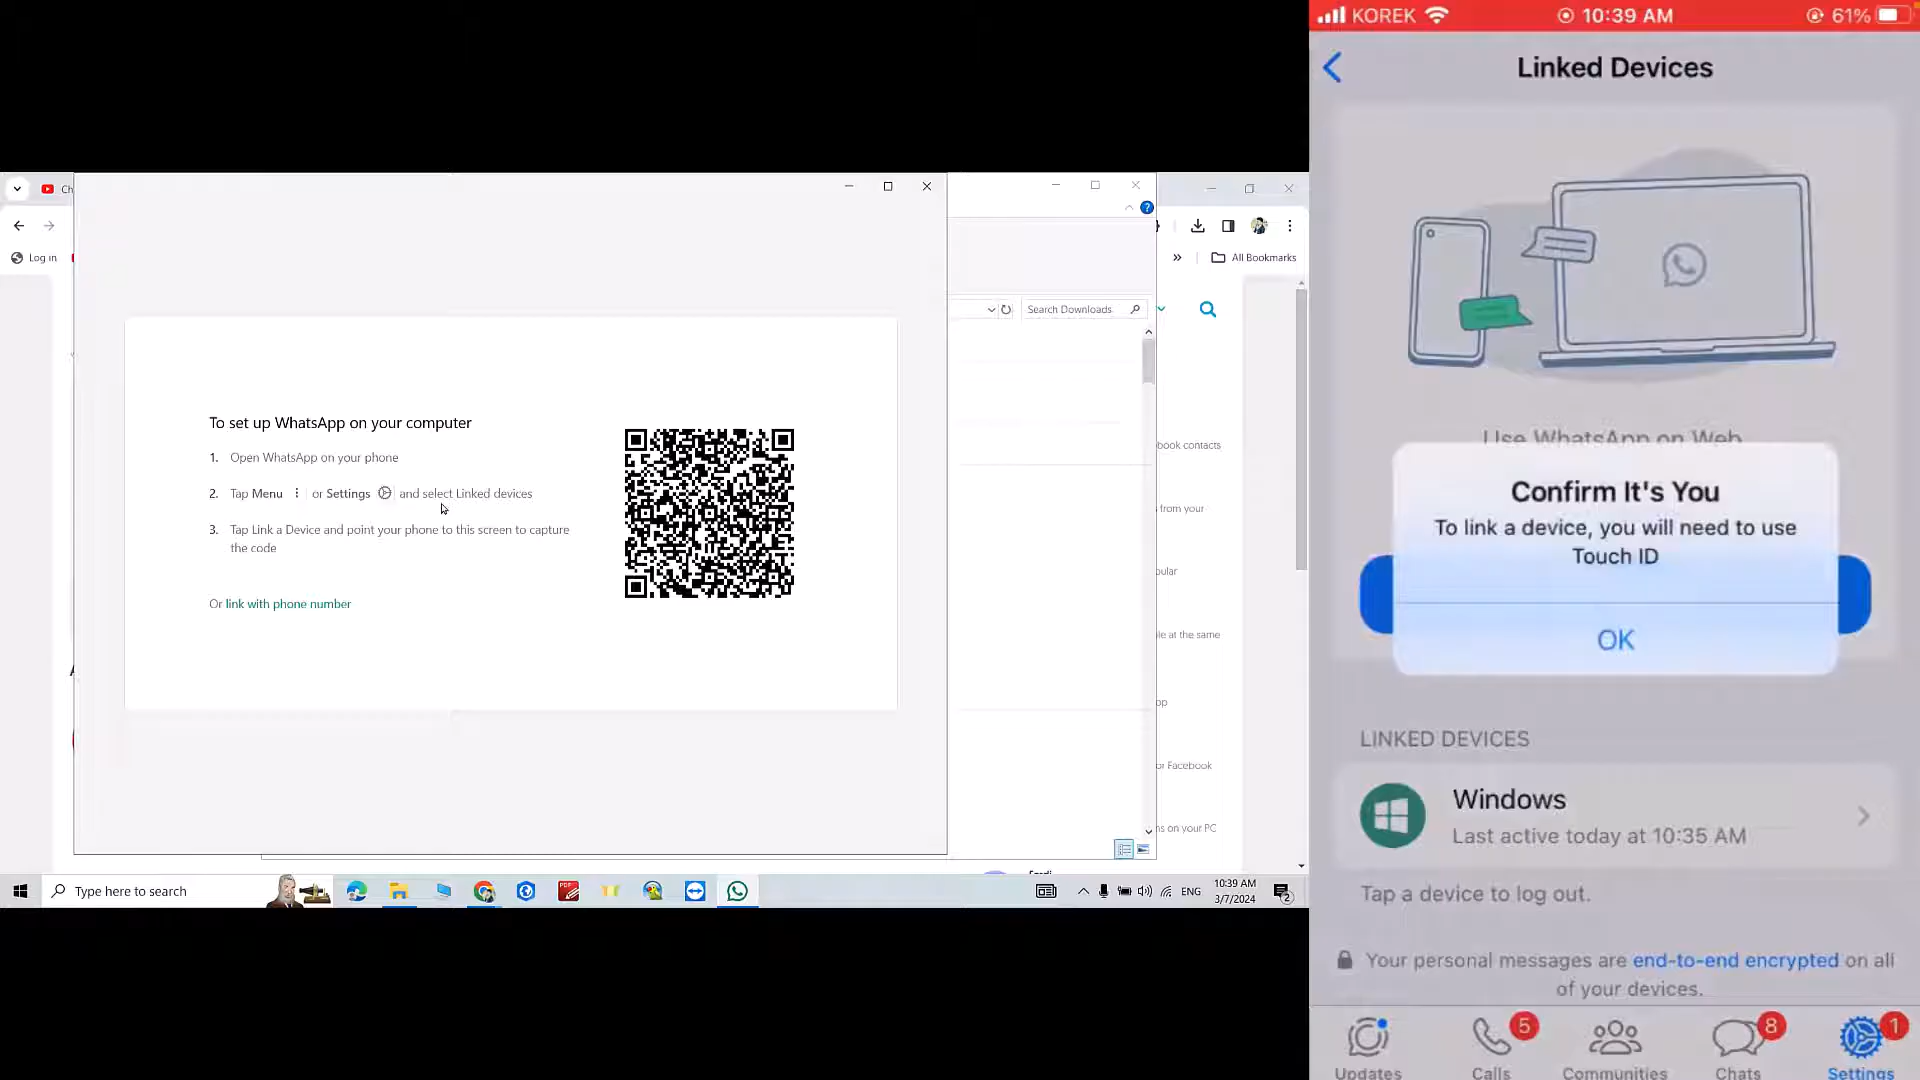 Log in
To set up WhatsApp on your computer
1. Open WhatsApp on your phone
2. Tap Menu or Settings and select Linked devices
3. Tap Link a Device and point your phone to this screen to capture
the code
Or link with phone number
All Bookmarks
Search Downloads
book contacts
s from your
pular
le at the same
pp
or Facebook
ns on your PC
Type here to search
PDF
ENG
10:39 AM
3/7/2024
2
KOREK
10:39 AM
61%
Linked Devices
Use WhatsApp on Web
Confirm It's You
To link a device, you will need to use
Touch ID
OK
LINKED DEVICES
Windows
Last active today at 10:35 AM
Tap a device to log out.
Your personal messages are end-to-end encrypted on all
of your devices.
5
8
1
Updates
Calls
Communities
Chats
Settings